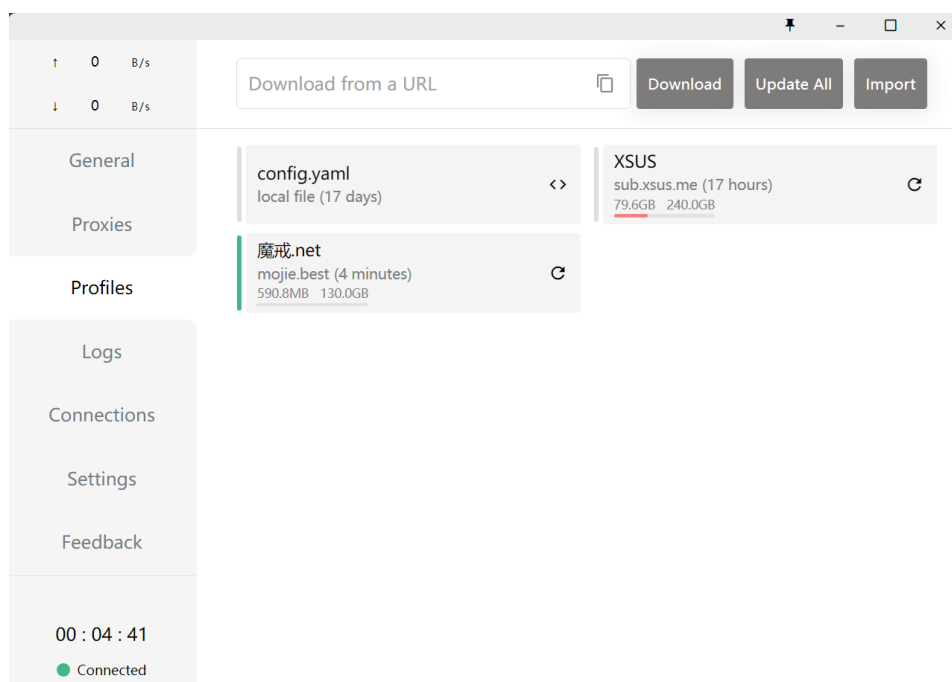 ↑ 0 B/s
↓ 0 B/s
Download from a URL
Download
Update All
Import
General
Proxies
Profiles
Logs
Connections
Settings
Feedback
00 : 04 : 41
Connected
config.yaml
local file (17 days)
XSUS
sub.xsus.me (17 hours)
79.6GB 240.0GB
魔戒.net
mojie.best (4 minutes)
590.8MB 130.0GB